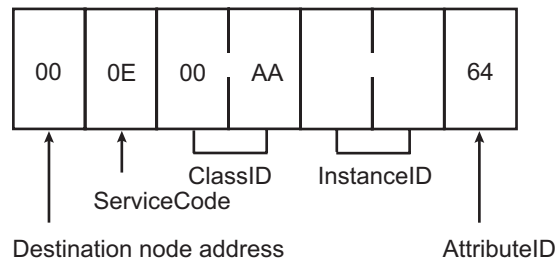 00 0E 00 AA 64
ClassID InstanceID
ServiceCode
Destination node address AttributeID